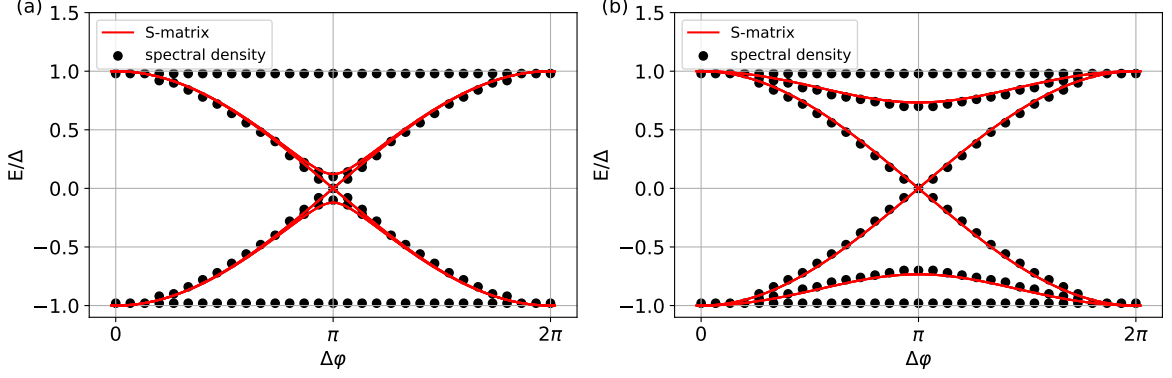 (a)
S-matrix
spectral density
1.5
1.0
0.5
0.0
−0.5
−1.0
E/Δ
0
π
2π
Δφ
(b)
S-matrix
spectral density
1.5
1.0
0.5
0.0
−0.5
−1.0
E/Δ
0
π
2π
Δφ